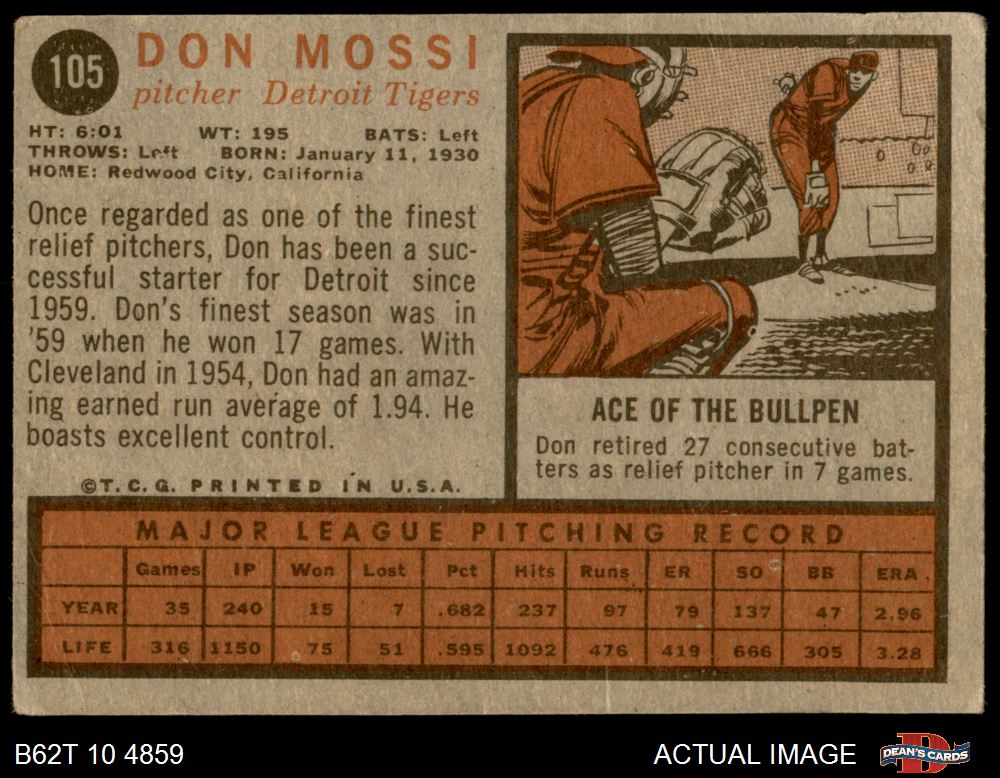 105
DON MOSSI
pitcher Detroit Tigers
HT: 6:01 WT: 195 BATS: Left
THROWS: Left BORN: January 11, 1930
HOME: Redwood City, California
Once regarded as one of the finest
relief pitchers, Don has been a suc-
cessful starter for Detroit since
1959. Don's finest season was in
'59 when he won 17 games. With
Cleveland in 1954, Don had an amaz-
ing earned run average of 1.94. He
boasts excellent control.
©T.C.G. PRINTED IN U.S.A.
ACE OF THE BULLPEN
Don retired 27 consecutive bat-
ters as relief pitcher in 7 games.
MAJOR LEAGUE PITCHING RECORD
Games IP Won Lost Pct Hits Runs ER SO BB ERA
YEAR 35 240 15 7 .682 237 97 79 137 47 2.96
LIFE 316 1150 75 51 .595 1092 476 419 666 305 3.28
B62T 10 4859
ACTUAL IMAGE
DEAN'S CARDS